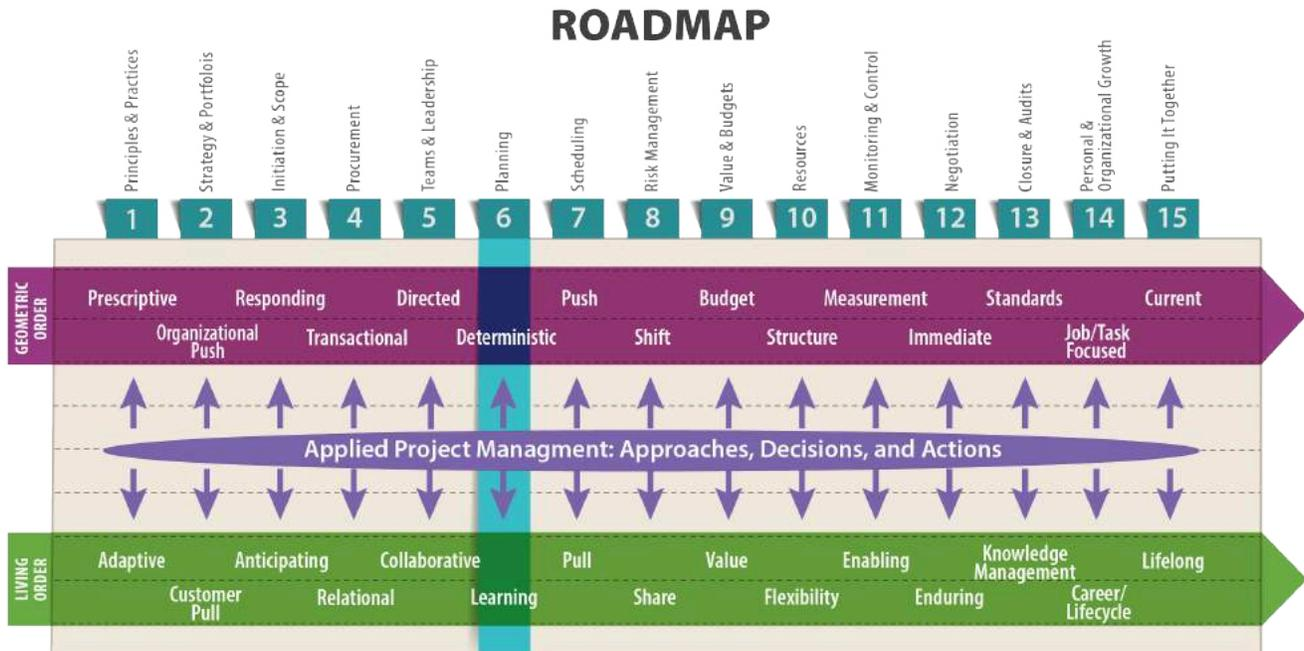 ROADMAP
Principles & Practices
Strategy & Portfolois
Initiation & Scope
Procurement
Teams & Leadership
Planning
Scheduling
Risk Management
Value & Budgets
Resources
Monitoring & Control
Negotiation
Closure & Audits
Personal &
Organizational Growth
Putting It Together
1 2 3 4 5 6 7 8 9 10 11 12 13 14 15
GEOMETRIC
ORDER
Prescriptive Responding Directed Push Budget Measurement Standards Current
Organizational
Push
Transactional Deterministic Shift Structure Immediate
Job/Task
Focused
Applied Project Managment: Approaches, Decisions, and Actions
LIVING
ORDER
Adaptive Anticipating Collaborative Pull Value Enabling
Knowledge
Management
Lifelong
Customer
Pull
Relational Learning Share Flexibility Enduring
Career/
Lifecycle